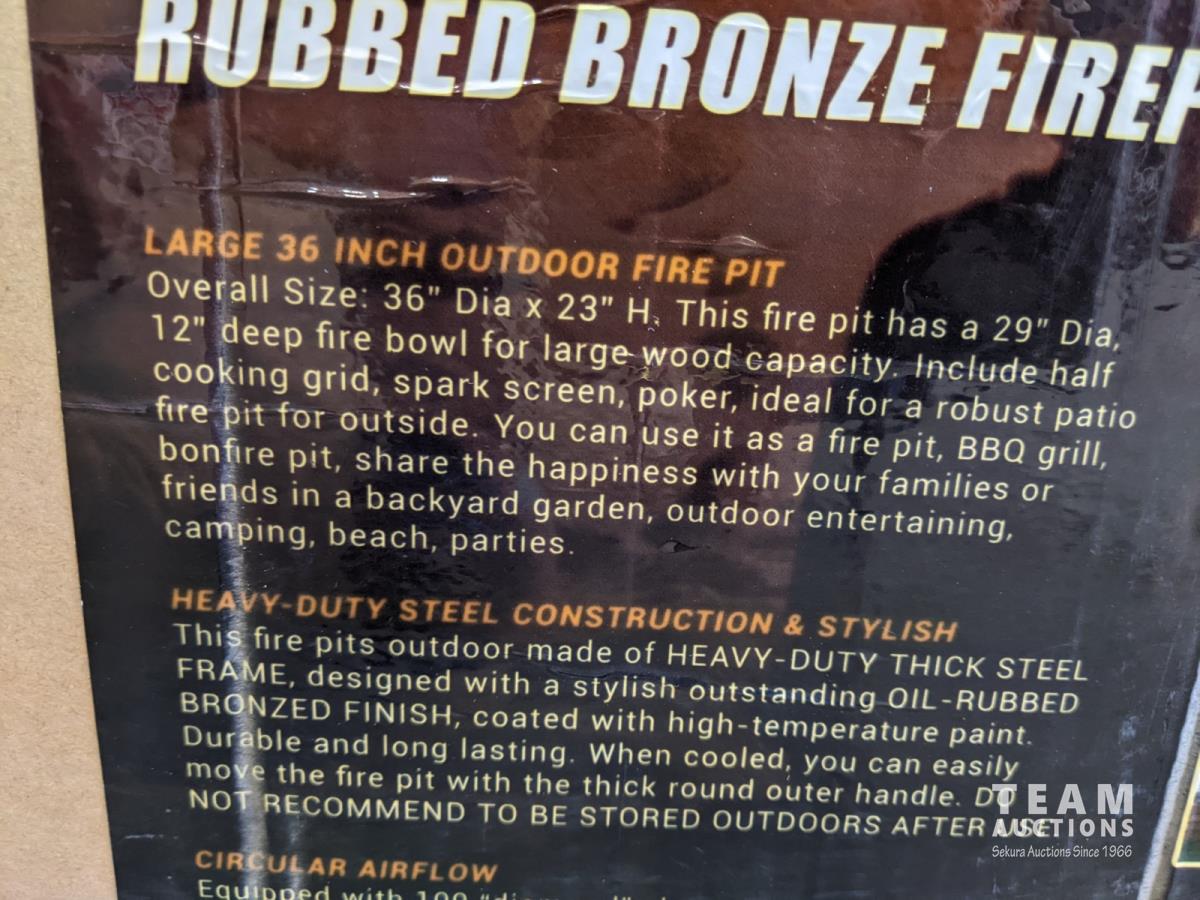 RUBBED BRONZE
LARGE 36 INCH OUTDOOR FIRE PIT
Overall Size: 36" Dia x 23" H. This fire pit has a 29" Dia,
12" deep fire bowl for large wood capacity. Include half
cooking grid, spark screen, poker, ideal for a robust patio
fire pit for outside. You can use it as a fire pit, BBQ grill,
bonfire pit, share the happiness with your families or
friends in a backyard garden, outdoor entertaining,
camping, beach, parties.
HEAVY-DUTY STEEL CONSTRUCTION & STYLISH
This fire pits outdoor made of HEAVY-DUTY THICK STEEL
FRAME, designed with a stylish outstanding OIL-RUBBED
BRONZED FINISH, coated with high-temperature paint.
Durable and long lasting. When cooled, you can easily
move the fire pit with the thick round outer handle. DO
NOT RECOMMEND TO BE STORED OUTDOORS AFTER USE.
CIRCULAR AIRFLOW
Equipped with 100
TEAM
AUCTIONS
Sekura Auctions Since 1966